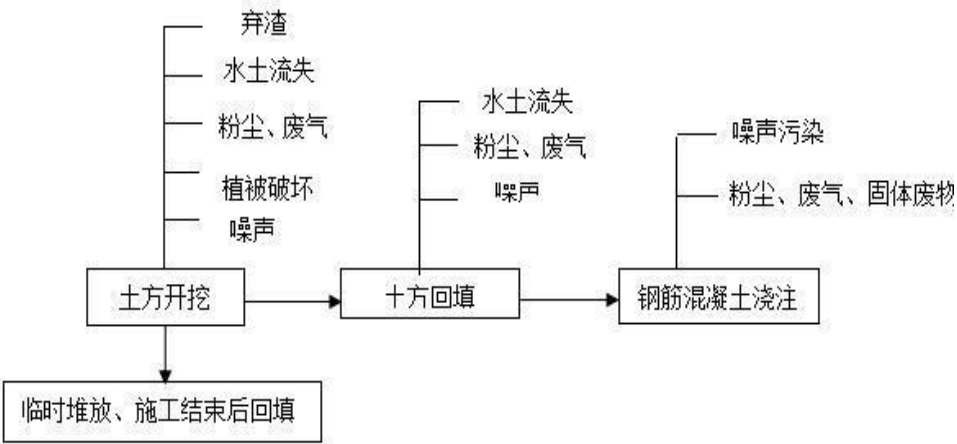 弃渣
水土流失
粉尘、废气
植被破坏
噪声
水土流失
粉尘、废气
噪声
噪声污染
粉尘、废气、固体废物
土方开挖
十方回填
钢筋混凝土浇注
临时堆放、施工结束后回填